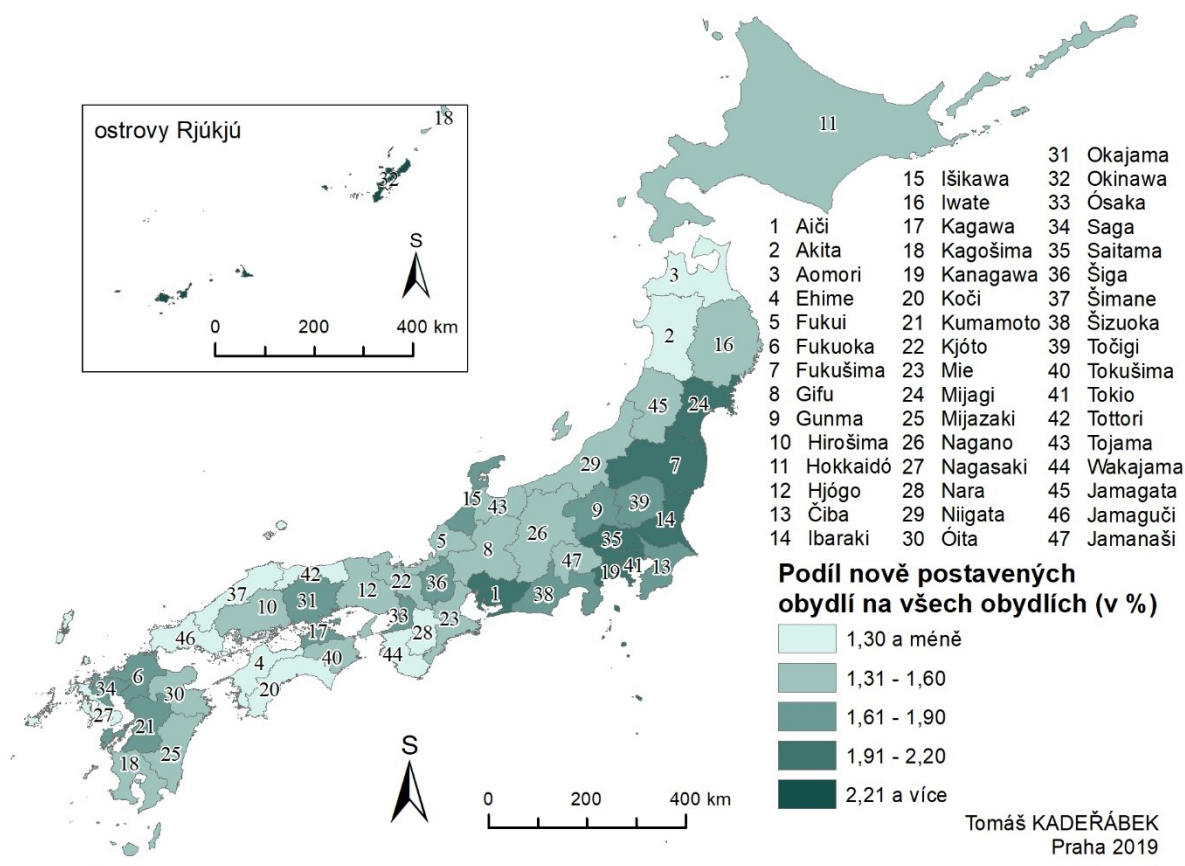 ostrovy Rjúkjú
18
32
S
0 200 400 km
11
3
2
16
45
24
7
29
15
43
39
9
14
26
5
8
35
47
41
13
19
42
22
36
12
1
38
37
31
10
33
23
46
17
28
4
40
44
20
6
34
30
27
21
25
18
S
0 200 400 km
1 Aiči
2 Akita
3 Aomori
4 Ehime
5 Fukui
6 Fukuoka
7 Fukušima
8 Gifu
9 Gunma
10 Hirošima
11 Hokkaidó
12 Hjógo
13 Čiba
14 Ibaraki
15 Išikawa
16 Iwate
17 Kagawa
18 Kagošima
19 Kanagawa
20 Koči
21 Kumamoto
22 Kjóto
23 Mie
24 Mijagi
25 Mijazaki
26 Nagano
27 Nagasaki
28 Nara
29 Niigata
30 Óita
31 Okajama
32 Okinawa
33 Ósaka
34 Saga
35 Saitama
36 Šiga
37 Šimane
38 Šizuoka
39 Točigi
40 Tokušima
41 Tokio
42 Tottori
43 Tojama
44 Wakajama
45 Jamagata
46 Jamaguči
47 Jamanaši
Podíl nově postavených
obydlí na všech obydlích (v %)
1,30 a méně
1,31 - 1,60
1,61 - 1,90
1,91 - 2,20
2,21 a více
Tomáš KADEŘÁBEK
Praha 2019